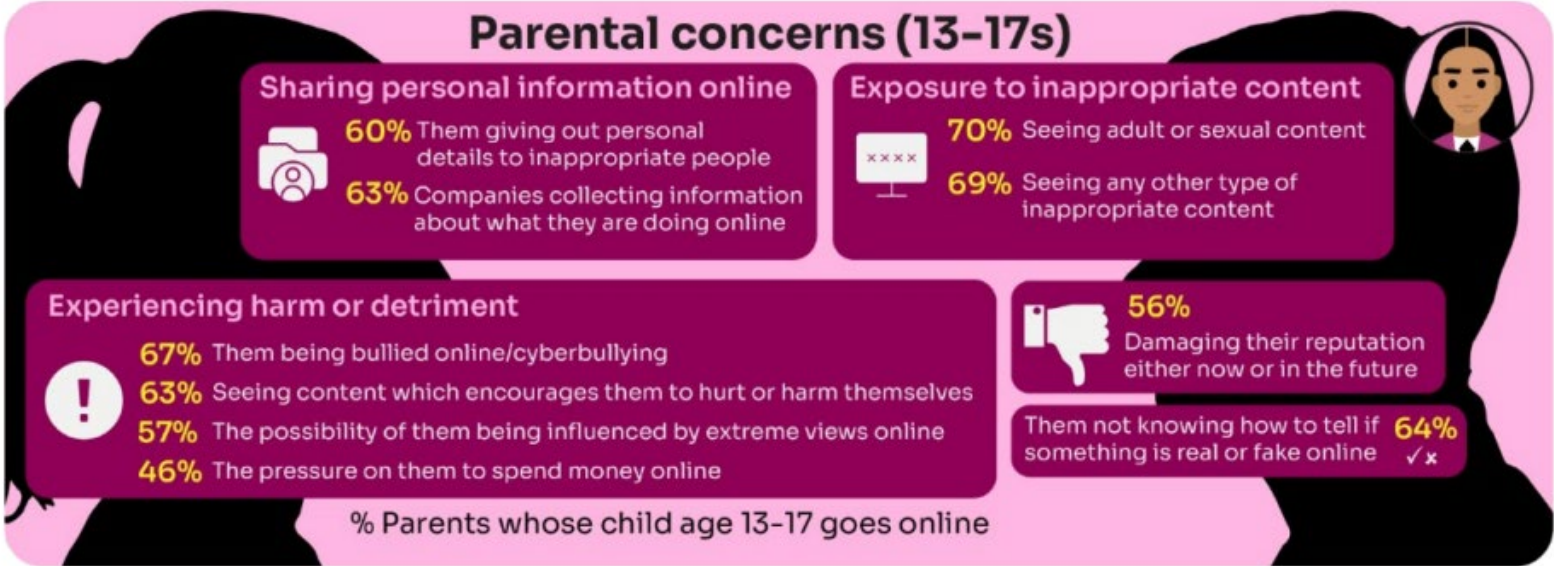 Parental concerns (13-17s)
Sharing personal information online
60% Them giving out personal
details to inappropriate people
63% Companies collecting information
about what they are doing online
Exposure to inappropriate content
xxxx
70% Seeing adult or sexual content
69% Seeing any other type of
inappropriate content
Experiencing harm or detriment
!
67% Them being bullied online/cyberbullying
63% Seeing content which encourages them to hurt or harm themselves
57% The possibility of them being influenced by extreme views online
46% The pressure on them to spend money online
56%
Damaging their reputation
either now or in the future
Them not knowing how to tell if 64%
something is real or fake online ✓x
% Parents whose child age 13-17 goes online